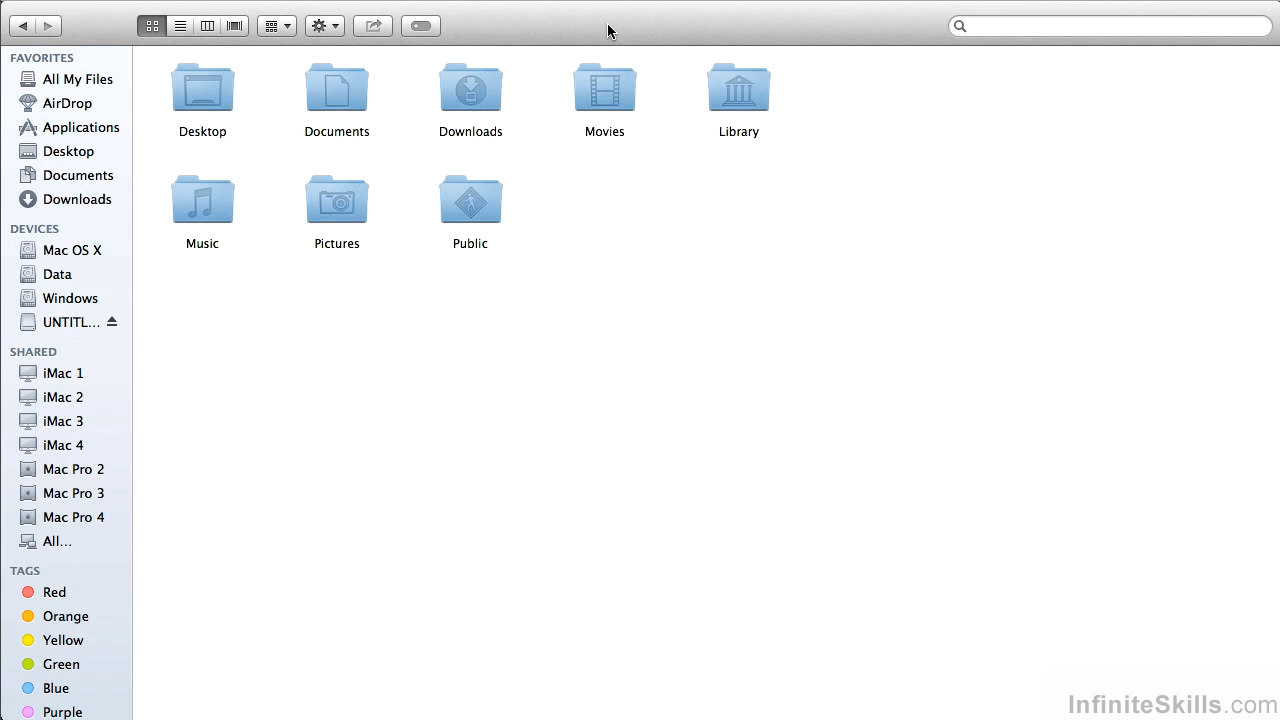 FAVORITES
All My Files
AirDrop
Applications
Desktop
Documents
Downloads
DEVICES
Mac OS X
Data
Windows
UNTITL...
SHARED
iMac 1
iMac 2
iMac 3
iMac 4
Mac Pro 2
Mac Pro 3
Mac Pro 4
All...
TAGS
Red
Orange
Yellow
Green
Blue
Purple
Desktop Documents Downloads Movies Library
Music Pictures Public
InfiniteSkills.com